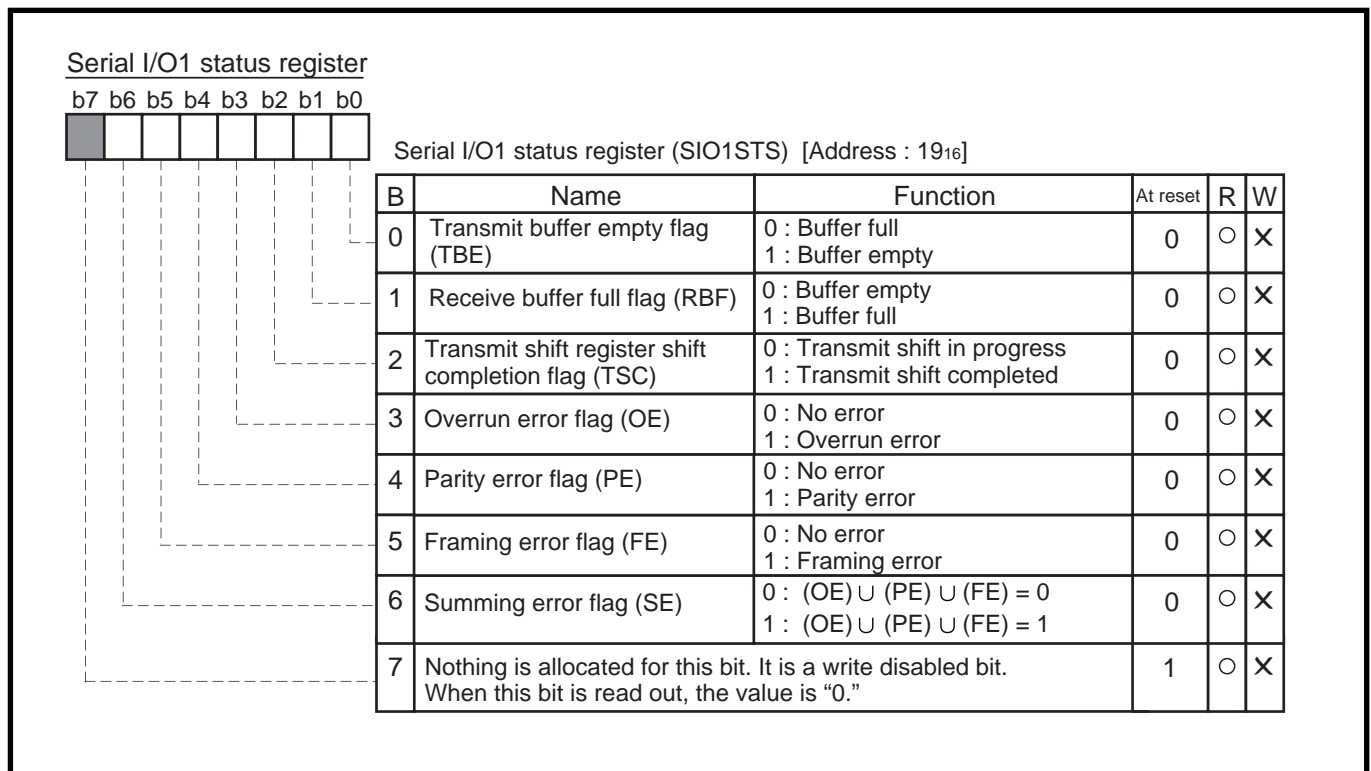 Serial I/O1 status register
b7 b6 b5 b4 b3 b2 b1 b0
Serial I/O1 status register (SIO1STS) [Address : 19₁₆]
B Name Function At reset R W
0 Transmit buffer empty flag (TBE) 0 : Buffer full
1 : Buffer empty 0 ○ ✕
1 Receive buffer full flag (RBF) 0 : Buffer empty
1 : Buffer full 0 ○ ✕
2 Transmit shift register shift completion flag (TSC) 0 : Transmit shift in progress
1 : Transmit shift completed 0 ○ ✕
3 Overrun error flag (OE) 0 : No error
1 : Overrun error 0 ○ ✕
4 Parity error flag (PE) 0 : No error
1 : Parity error 0 ○ ✕
5 Framing error flag (FE) 0 : No error
1 : Framing error 0 ○ ✕
6 Summing error flag (SE) 0 : (OE) ∪ (PE) ∪ (FE) = 0
1 : (OE) ∪ (PE) ∪ (FE) = 1 0 ○ ✕
7 Nothing is allocated for this bit. It is a write disabled bit.
When this bit is read out, the value is “0.” 1 ○ ✕